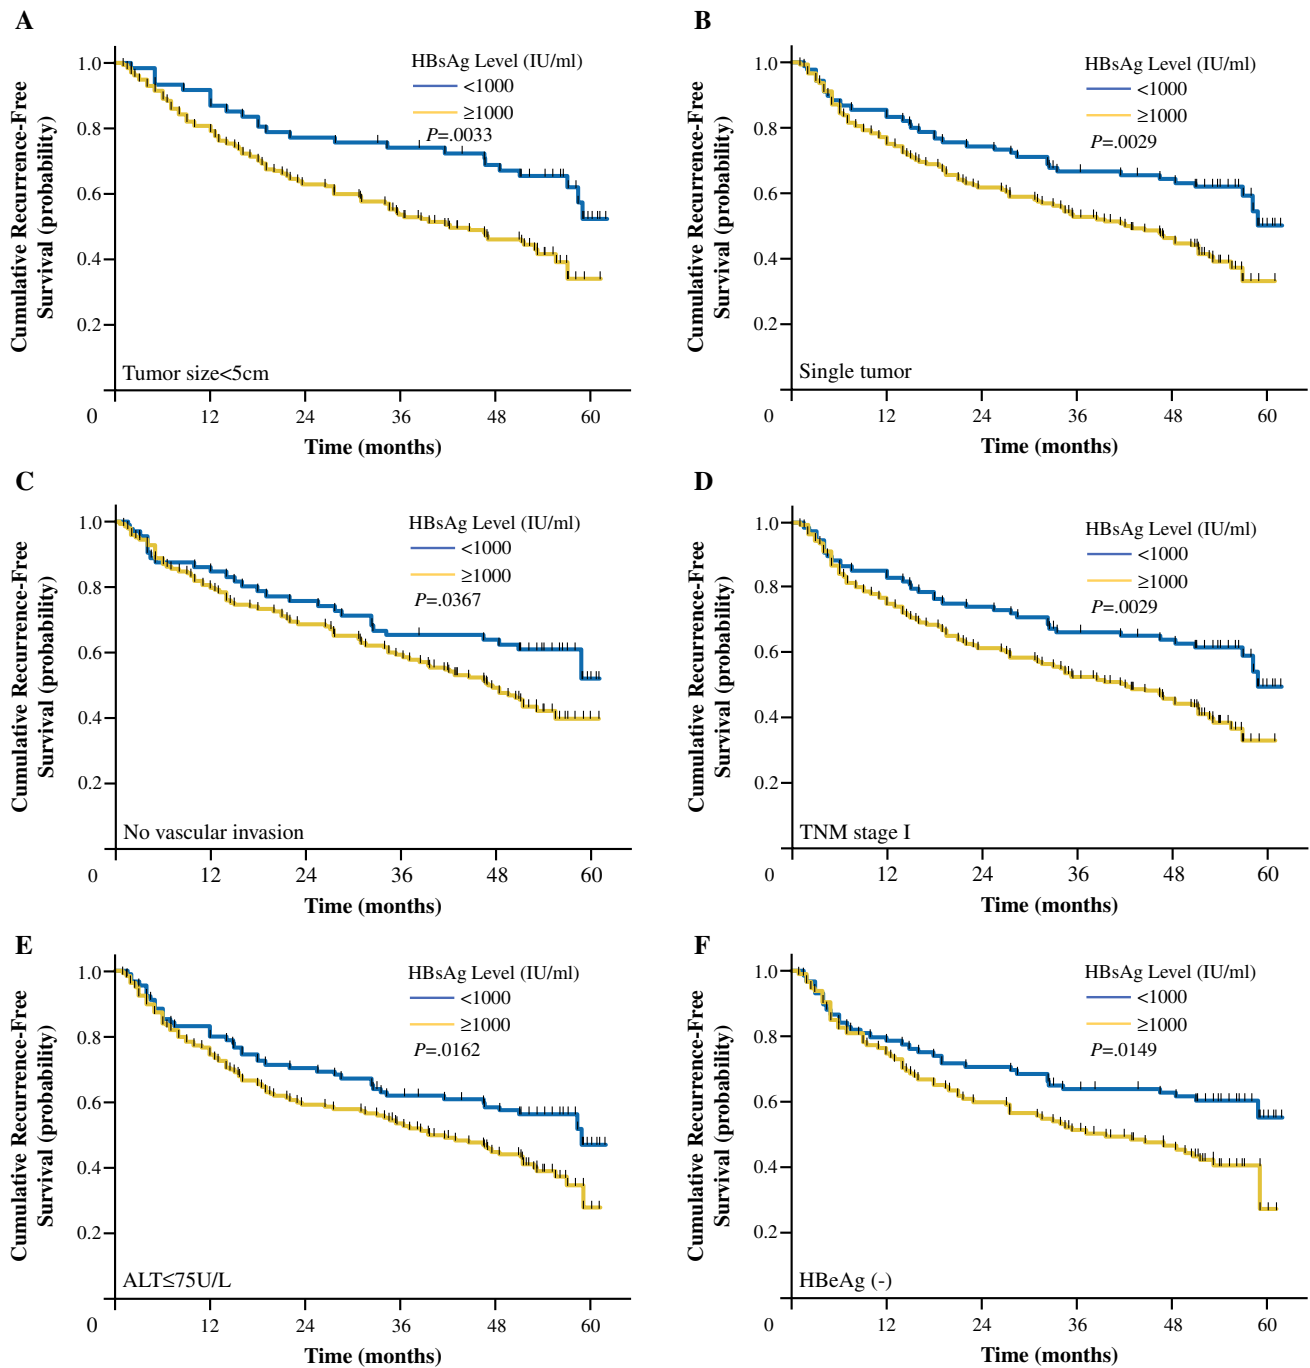 A
Cumulative Recurrence-Free
Survival (probability)
1.0
0.8
0.6
0.4
0.2
HBsAg Level (IU/ml)
<1000
≥1000
P=.0033
Tumor size<5cm
0 12 24 36 48 60
Time (months)
B
Cumulative Recurrence-Free
Survival (probability)
1.0
0.8
0.6
0.4
0.2
HBsAg Level (IU/ml)
<1000
≥1000
P=.0029
Single tumor
0 12 24 36 48 60
Time (months)
C
Cumulative Recurrence-Free
Survival (probability)
1.0
0.8
0.6
0.4
0.2
HBsAg Level (IU/ml)
<1000
≥1000
P=.0367
No vascular invasion
0 12 24 36 48 60
Time (months)
D
Cumulative Recurrence-Free
Survival (probability)
1.0
0.8
0.6
0.4
0.2
HBsAg Level (IU/ml)
<1000
≥1000
P=.0029
TNM stage I
0 12 24 36 48 60
Time (months)
E
Cumulative Recurrence-Free
Survival (probability)
1.0
0.8
0.6
0.4
0.2
HBsAg Level (IU/ml)
<1000
≥1000
P=.0162
ALT≤75U/L
0 12 24 36 48 60
Time (months)
F
Cumulative Recurrence-Free
Survival (probability)
1.0
0.8
0.6
0.4
0.2
HBsAg Level (IU/ml)
<1000
≥1000
P=.0149
HBeAg (-)
0 12 24 36 48 60
Time (months)